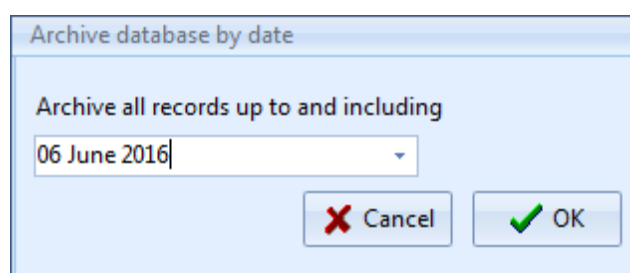 Archive database by date
Archive all records up to and including
06 June 2016
Cancel OK